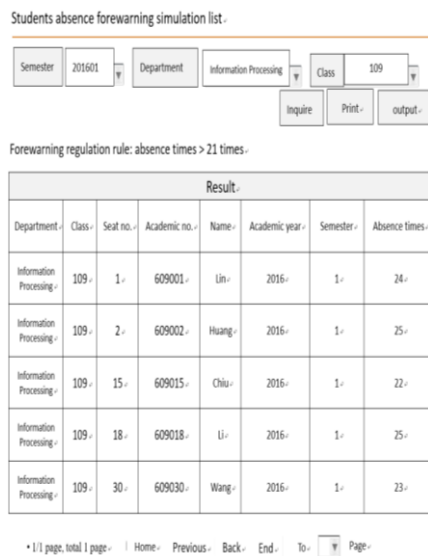 Students absence forewarning simulation list
Semester 201601 Department Information Processing Class 109
Inquire Print output
Forewarning regulation rule: absence times > 21 times
Result
Department Class Seat no. Academic no. Name Academic year Semester Absence times
Information Processing 109 1 609001 Lin 2016 1 24
Information Processing 109 2 609002 Huang 2016 1 25
Information Processing 109 15 609015 Chiu 2016 1 22
Information Processing 109 18 609018 Li 2016 1 25
Information Processing 109 30 609030 Wang 2016 1 23
• 1/1 page, total 1 page Home Previous Back End To Page